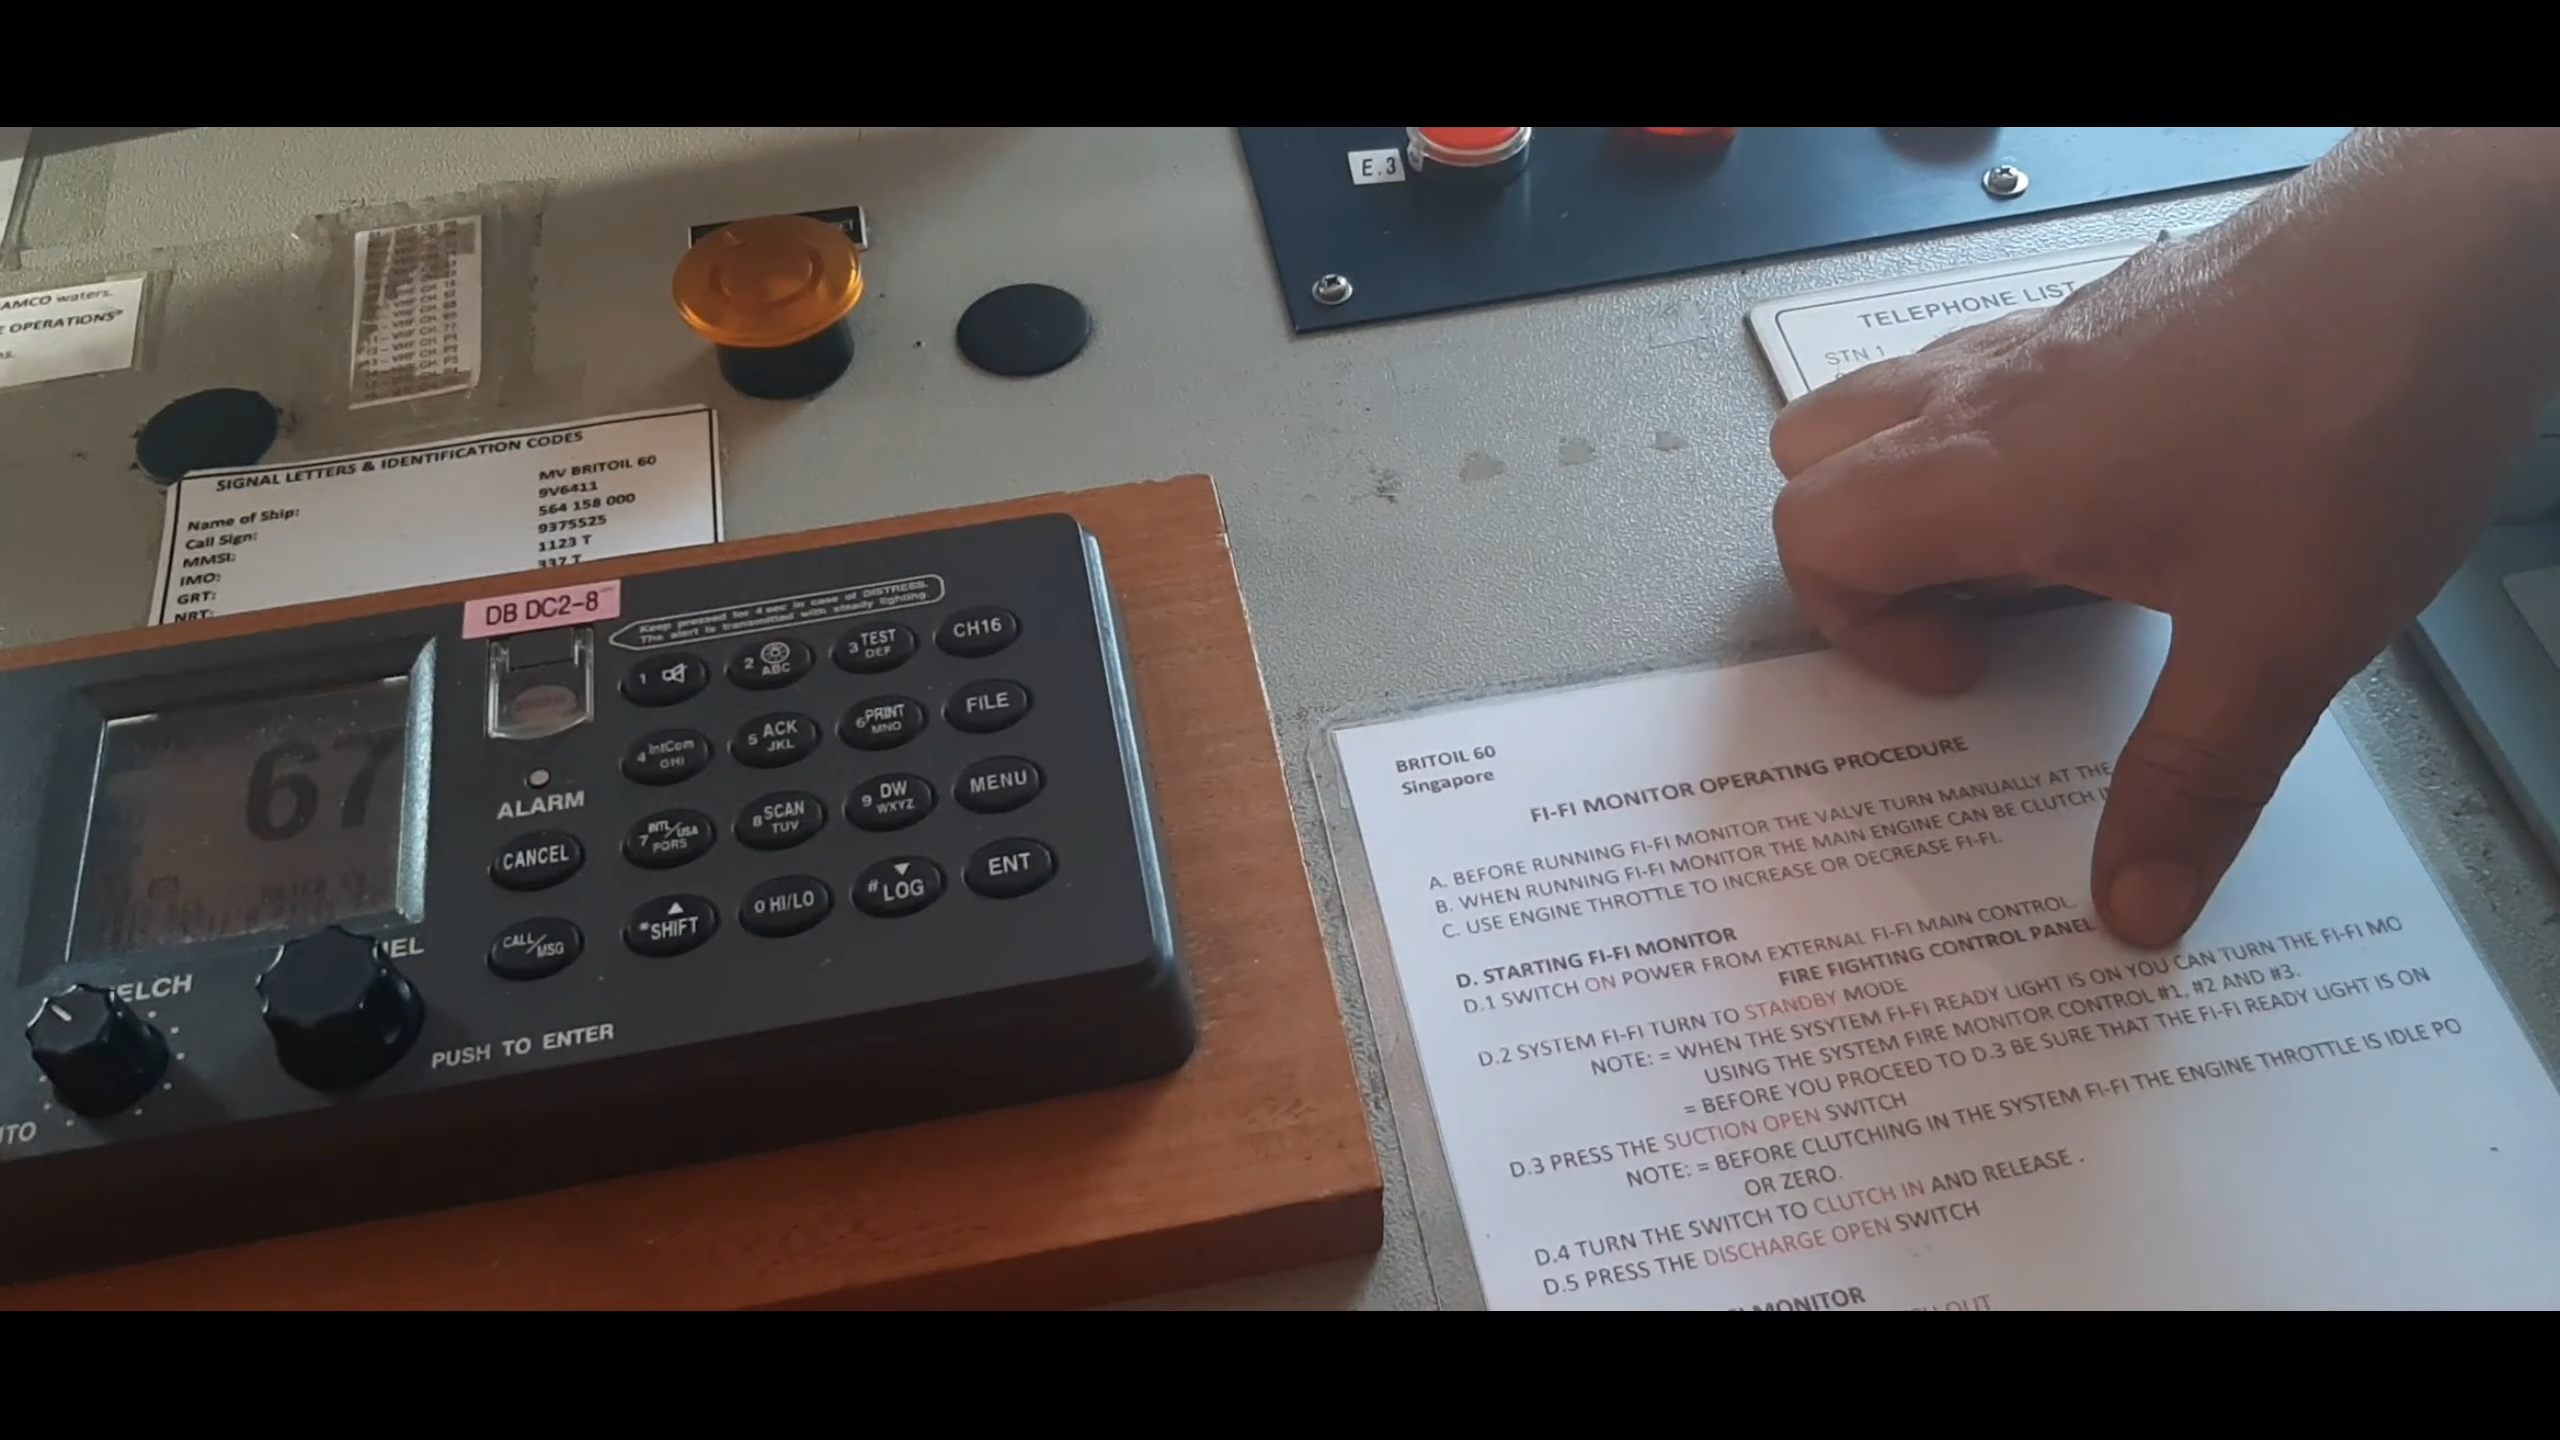 AMCO waters.
E OPERATIONS"
E.3
TELEPHONE LIST
STN 1
SIGNAL LETTERS & IDENTIFICATION CODES
Name of Ship: MV BRITOIL 60
Call Sign: 9V6411
MMSI: 564 158 000
IMO: 9375525
GRT: 1123 T
NRT: 337 T
DB DC2-8
Keep pressed for 4 sec in case of DISTRESS.
The alert is transmitted with steady lighting.
1
2 ABC
3 TEST DEF
CH16
4 IntCom GHI
5 ACK JKL
6 PRINT MNO
FILE
67
ALARM
7 INTL/USA PQRS
8 SCAN TUV
9 DW WXYZ
MENU
CANCEL
*SHIFT
0 HI/LO
# LOG
ENT
CALL/MSG
ELCH
NEL
PUSH TO ENTER
UTO
BRITOIL 60
Singapore
FI-FI MONITOR OPERATING PROCEDURE
A. BEFORE RUNNING FI-FI MONITOR THE VALVE TURN MANUALLY AT THE
B. WHEN RUNNING FI-FI MONITOR THE MAIN ENGINE CAN BE CLUTCH I
C. USE ENGINE THROTTLE TO INCREASE OR DECREASE FI-FI.
D. STARTING FI-FI MONITOR
D.1 SWITCH ON POWER FROM EXTERNAL FI-FI MAIN CONTROL.
FIRE FIGHTING CONTROL PANEL
D.2 SYSTEM FI-FI TURN TO STANDBY MODE
NOTE: = WHEN THE SYSYTEM FI-FI READY LIGHT IS ON YOU CAN TURN THE FI-FI MO
USING THE SYSTEM FIRE MONITOR CONTROL #1, #2 AND #3.
= BEFORE YOU PROCEED TO D.3 BE SURE THAT THE FI-FI READY LIGHT IS ON
D.3 PRESS THE SUCTION OPEN SWITCH
NOTE: = BEFORE CLUTCHING IN THE SYSTEM FI-FI THE ENGINE THROTTLE IS IDLE PO
OR ZERO.
D.4 TURN THE SWITCH TO CLUTCH IN AND RELEASE .
D.5 PRESS THE DISCHARGE OPEN SWITCH
MONITOR
OUT